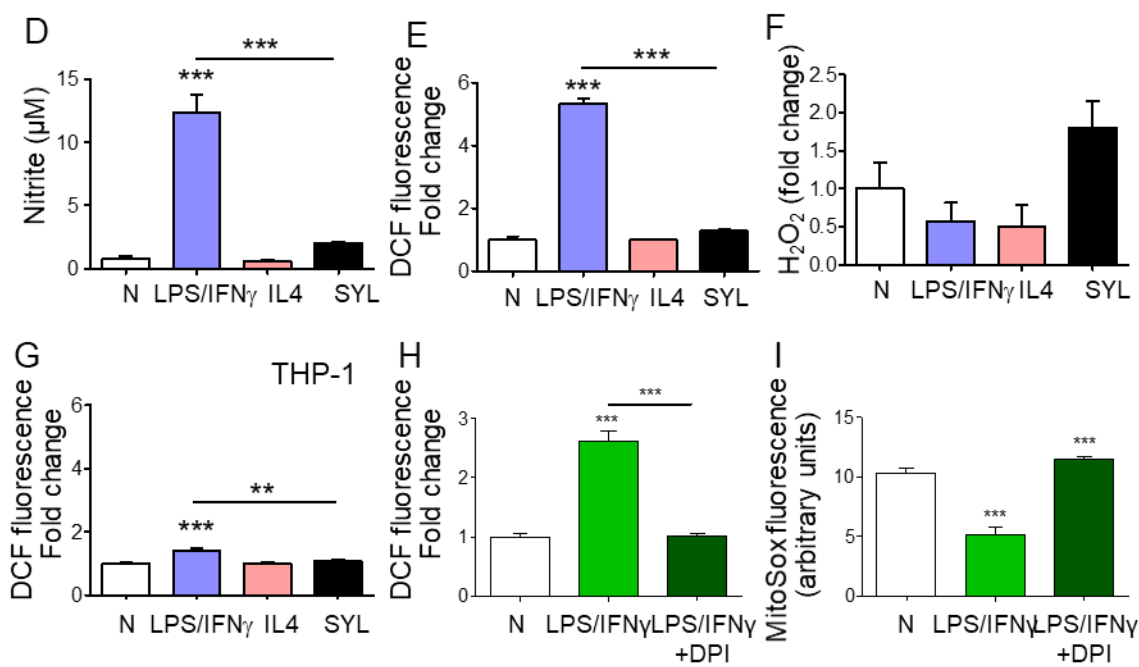 D
***
***
Nitrite (µM)
15
10
5
0
N LPS/IFNγ IL4 SYL
E
***
***
DCF fluorescence
Fold change
6
4
2
0
N LPS/IFNγ IL4 SYL
F
H₂O₂ (fold change)
2.5
2.0
1.5
1.0
0.5
0.0
N LPS/IFNγ IL4 SYL
G
THP-1
**
***
DCF fluorescence
Fold change
6
4
2
0
N LPS/IFNγ IL4 SYL
H
***
***
DCF fluorescence
Fold change
3
2
1
0
N LPS/IFNγ LPS/IFNγ
+DPI
I
***
***
MitoSox fluorescence
(arbitrary units)
15
10
5
0
N LPS/IFNγ LPS/IFNγ
+DPI